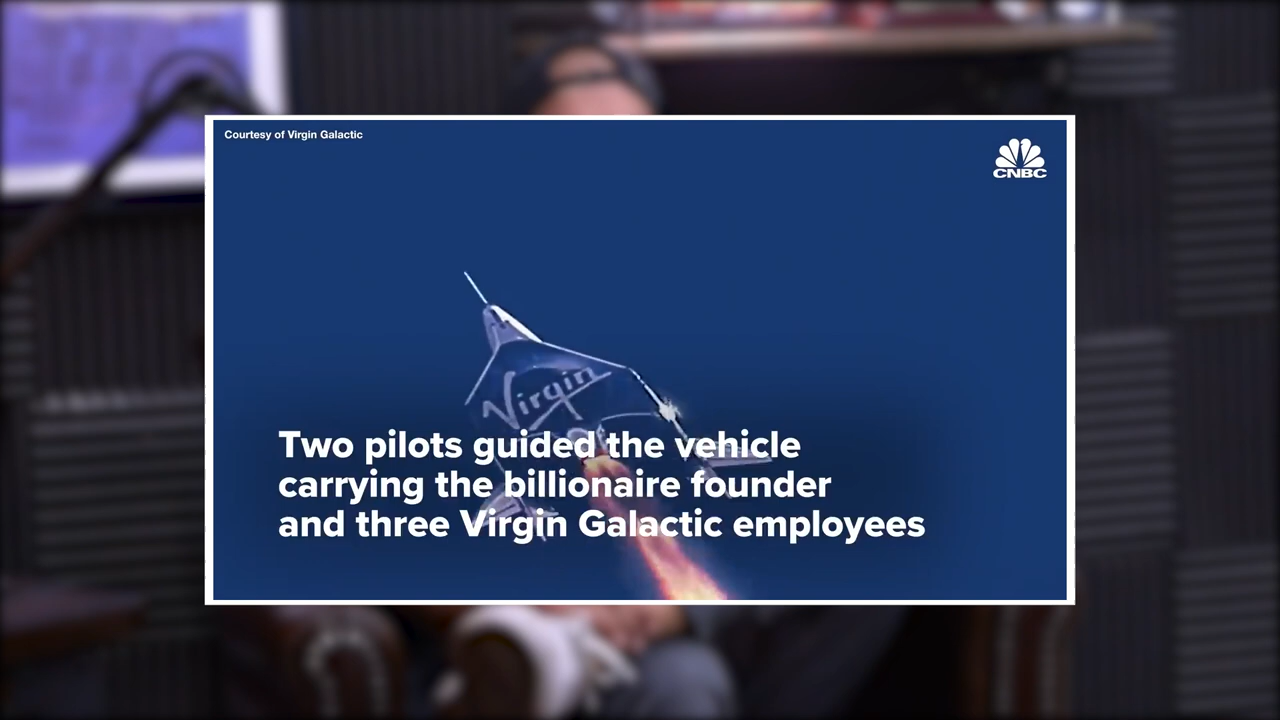 Courtesy of Virgin Galactic
CNBC
Virgin
Two pilots guided the vehicle
carrying the billionaire founder
and three Virgin Galactic employees